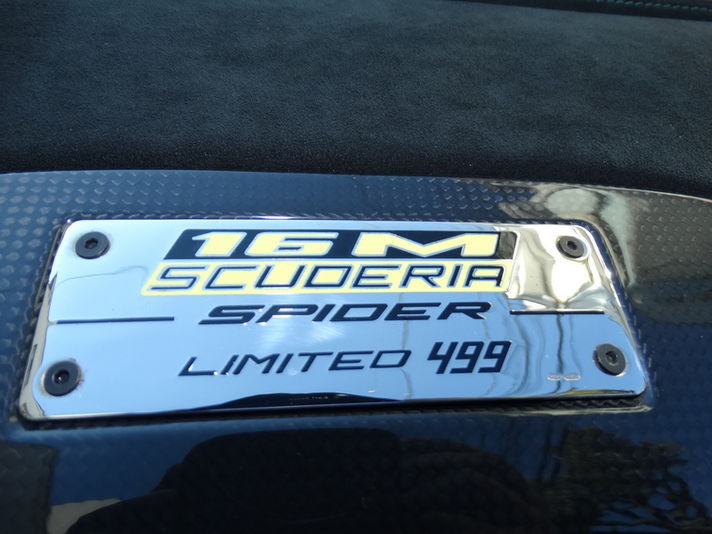 16M
SCUDERIA
SPIDER
LIMITED 499